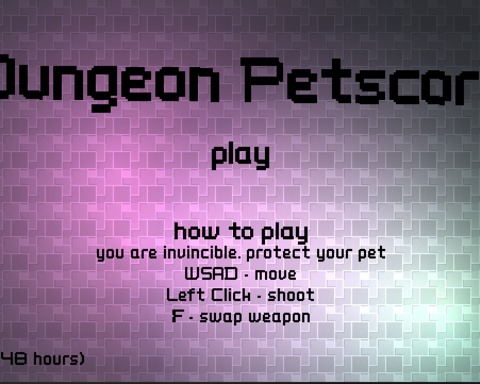 Dungeon Petscor
play
how to play
you are invincible. protect your pet
WSAD - move
Left Click - shoot
F - swap weapon
48 hours)